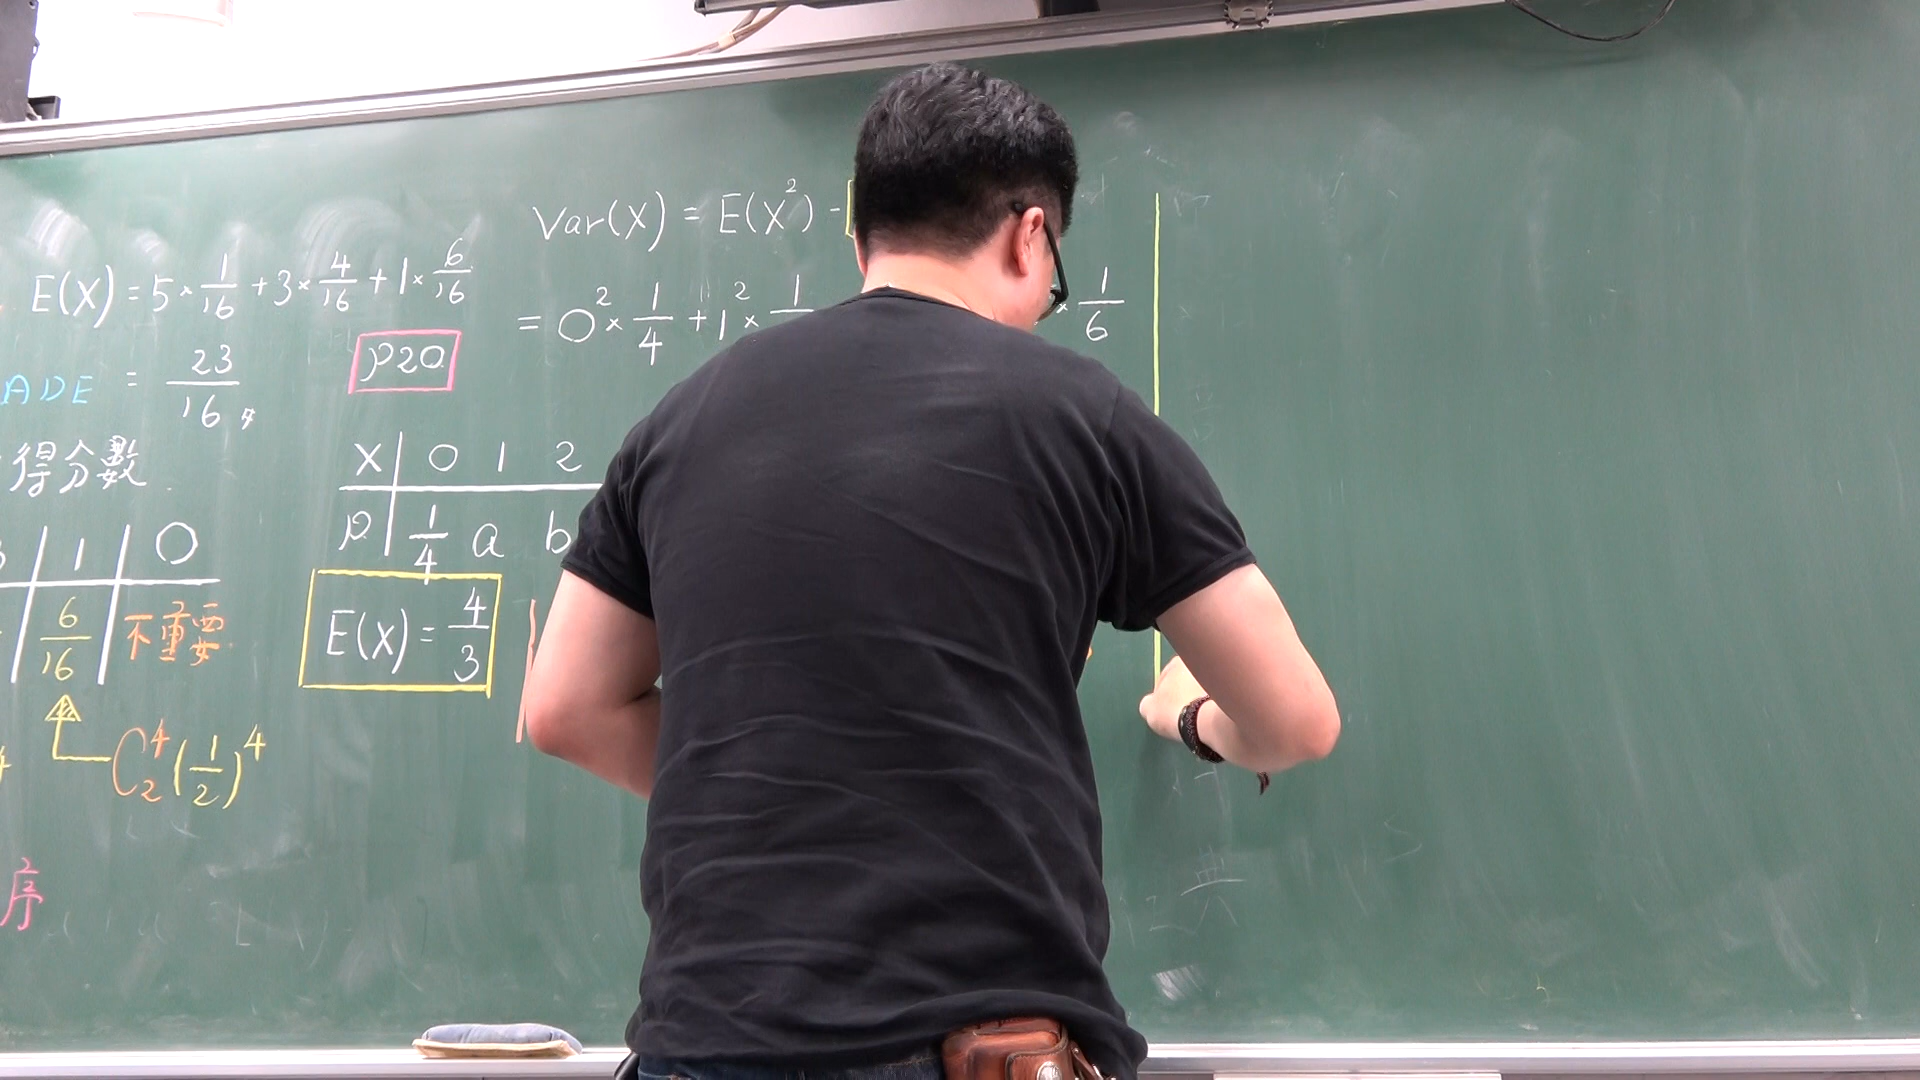 E(X) = 5 × 1/16 + 3 × 4/16 + 1 × 6/16
ADE = 23/16
得分數
1 | 0
6/16 | 不重要
C⁴₂ (1/2)⁴
序
P20
X | 0 1 2
P | 1/4 a b
E(X) = 4/3
Var(X) = E(X²) -
= 0² × 1/4 + 1² × 1
× 1/6